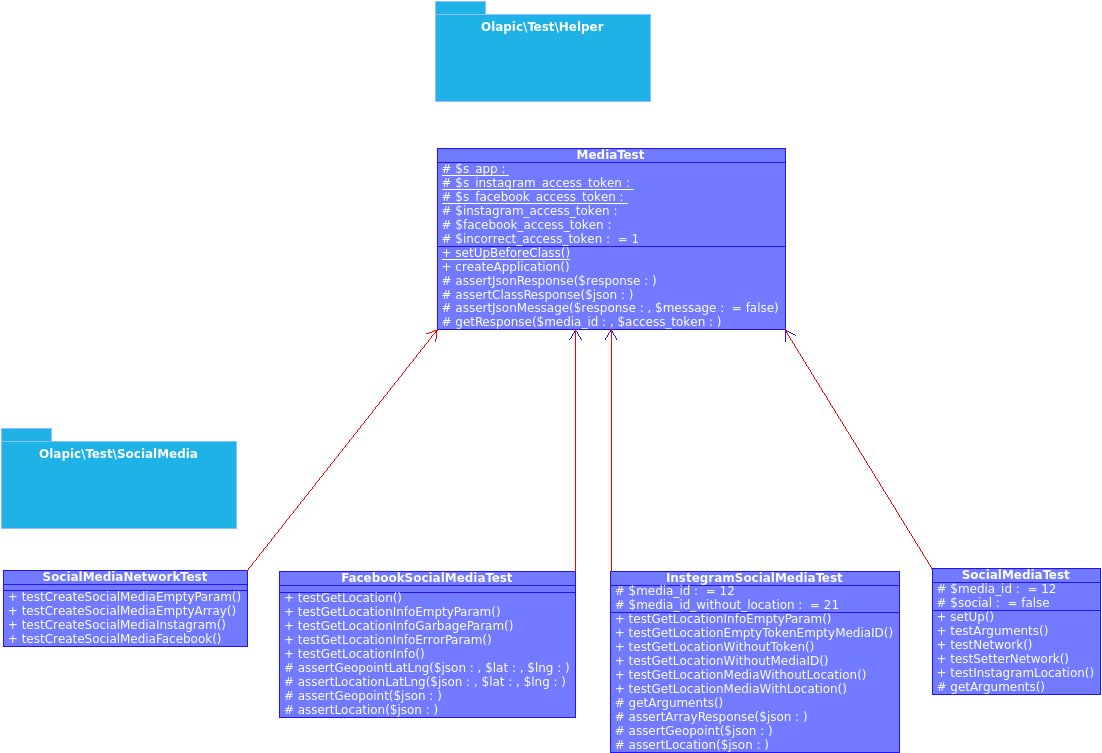 Olapic\Test\Helper
MediaTest
# $s_app :
# $s_instagram_access_token :
# $s_facebook_access_token :
# $instagram_access_token :
# $facebook_access_token :
# $incorrect_access_token :  = 1
+ setUpBeforeClass()
+ createApplication()
# assertJsonResponse($response : )
# assertClassResponse($json : )
# assertJsonMessage($response : , $message :  = false)
# getResponse($media_id : , $access_token : )
Olapic\Test\SocialMedia
SocialMediaNetworkTest
+ testCreateSocialMediaEmptyParam()
+ testCreateSocialMediaEmptyArray()
+ testCreateSocialMediaInstagram()
+ testCreateSocialMediaFacebook()
FacebookSocialMediaTest
+ testGetLocation()
+ testGetLocationInfoEmptyParam()
+ testGetLocationInfoGarbageParam()
+ testGetLocationInfoErrorParam()
+ testGetLocationInfo()
# assertGeopointLatLng($json : , $lat : , $lng : )
# assertLocationLatLng($json : , $lat : , $lng : )
# assertGeopoint($json : )
# assertLocation($json : )
InstegramSocialMediaTest
# $media_id :  = 12
# $media_id_without_location :  = 21
+ testGetLocationInfoEmptyParam()
+ testGetLocationEmptyTokenEmptyMediaID()
+ testGetLocationWithoutToken()
+ testGetLocationWithoutMediaID()
+ testGetLocationMediaWithoutLocation()
+ testGetLocationMediaWithLocation()
# getArguments()
# assertArrayResponse($json : )
# assertGeopoint($json : )
# assertLocation($json : )
SocialMediaTest
# $media_id :  = 12
# $social :  = false
+ setUp()
+ testArguments()
+ testNetwork()
+ testSetterNetwork()
+ testInstagramLocation()
# getArguments()